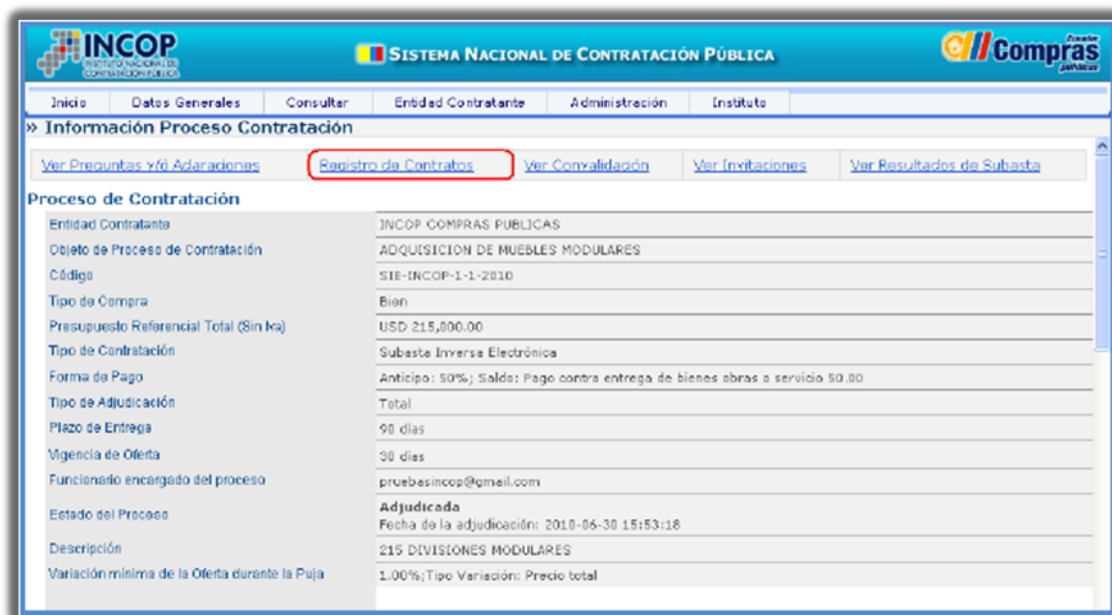 INCOP
INSTITUTO NACIONAL DE
CONTRATACIÓN PÚBLICA
SISTEMA NACIONAL DE CONTRATACIÓN PÚBLICA
Compras
públicas
Inicio Datos Generales Consultar Entidad Contratante Administración Instituto
» Información Proceso Contratación
Ver Preguntas y/ó Aclaraciones Registro de Contratos Ver Convalidación Ver Invitaciones Ver Resultados de Subasta
Proceso de Contratación
Entidad Contratante INCOP COMPRAS PUBLICAS
Objeto de Proceso de Contratación ADQUISICION DE MUEBLES MODULARES
Código SIE-INCOP-1-1-2010
Tipo de Compra Bien
Presupuesto Referencial Total (Sin Iva) USD 215,000.00
Tipo de Contratación Subasta Inversa Electrónica
Forma de Pago Anticipo: 50%; Saldo: Pago contra entrega de bienes obras o servicio 50.00
Tipo de Adjudicación Total
Plazo de Entrega 90 días
Vigencia de Oferta 30 días
Funcionario encargado del proceso pruebasincop@gmail.com
Estado del Proceso Adjudicada
Fecha de la adjudicación: 2010-06-30 15:53:18
Descripción 215 DIVISIONES MODULARES
Variación mínima de la Oferta durante la Puja 1.00%;Tipo Variación: Precio total